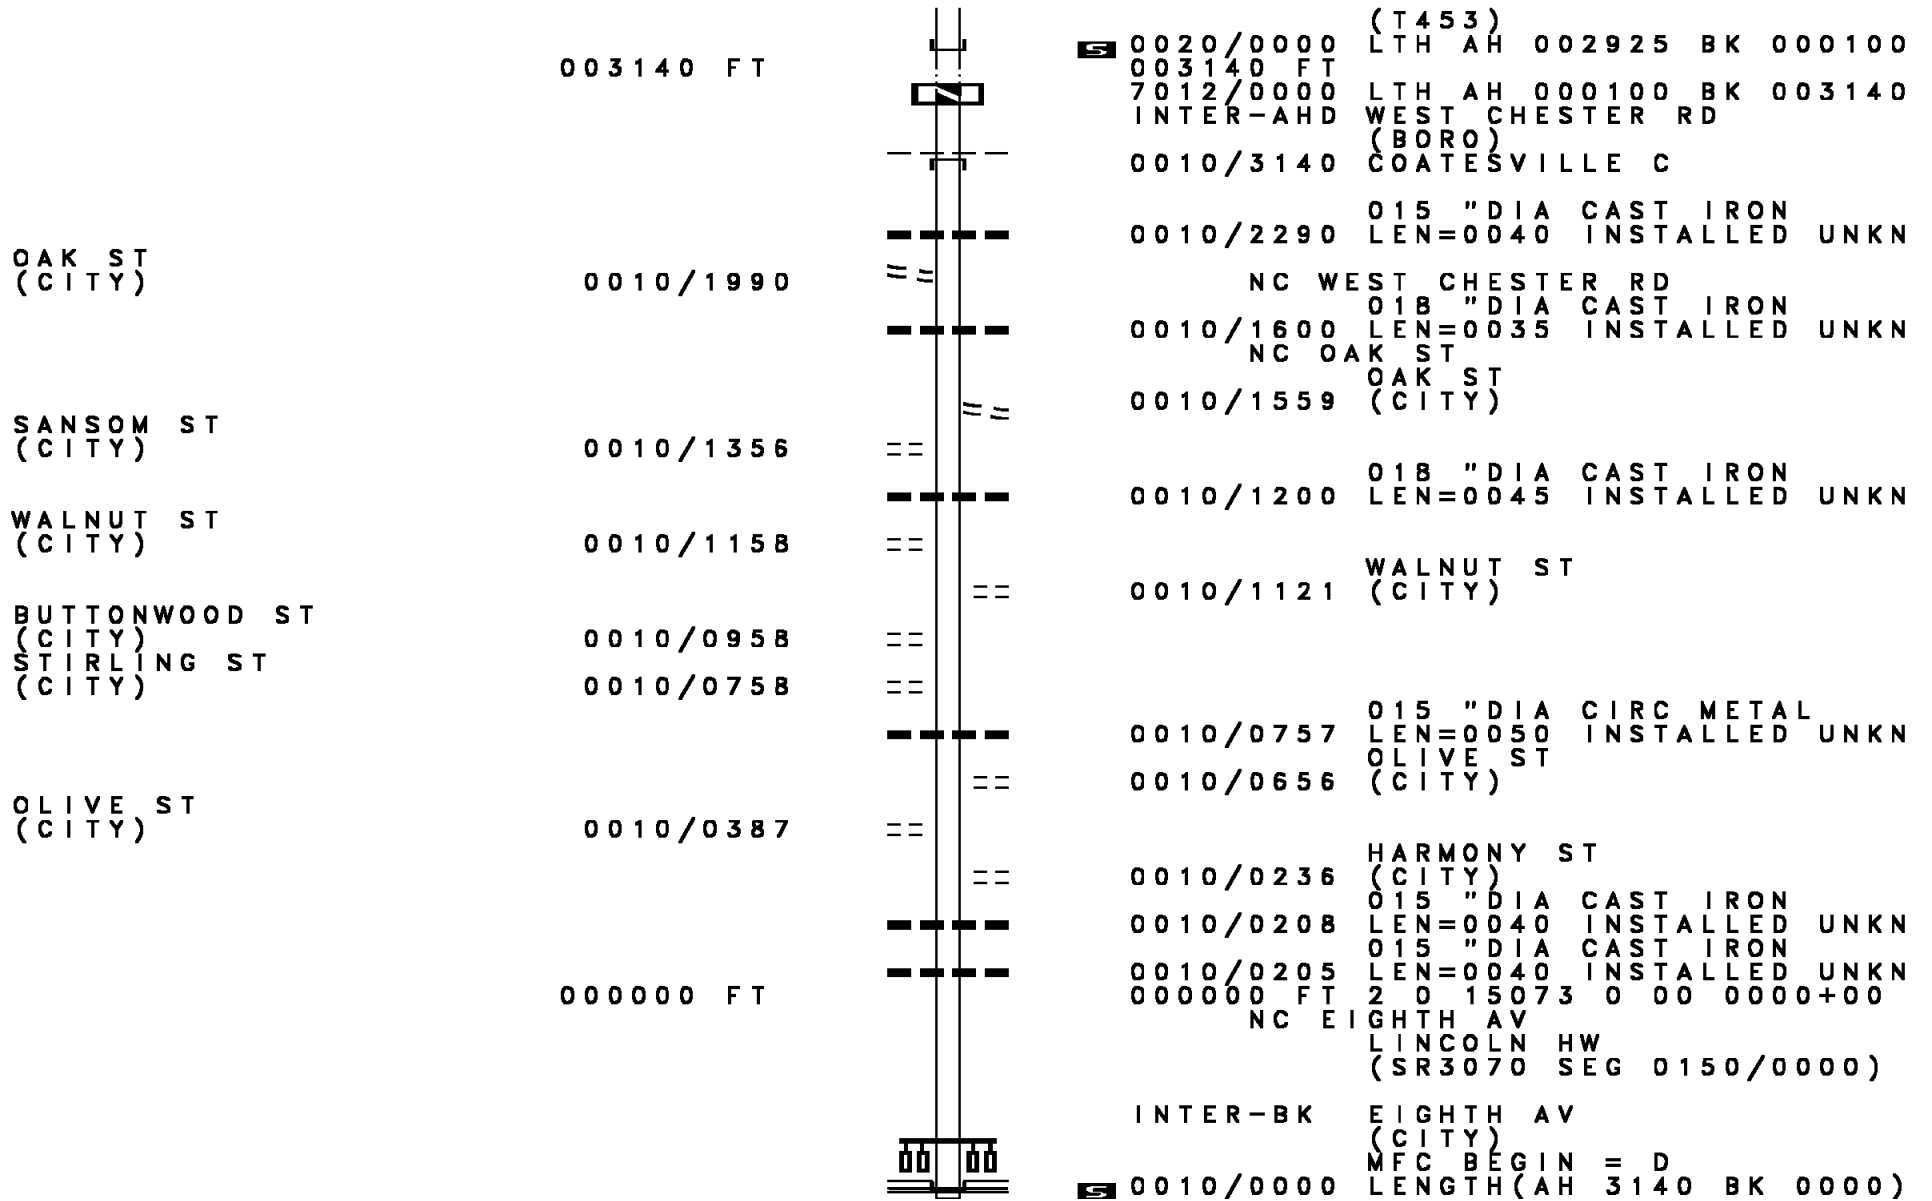 (T453)
S 0020/0000 LTH AH 002925 BK 000100
003140 FT 003140 FT
7012/0000 LTH AH 000100 BK 003140
INTER-AHD WEST CHESTER RD
(BORO)
0010/3140 COATESVILLE C
015 "DIA CAST IRON
0010/2290 LEN=0040 INSTALLED UNKN
OAK ST
(CITY) 0010/1990 NC WEST CHESTER RD
018 "DIA CAST IRON
0010/1600 LEN=0035 INSTALLED UNKN
NC OAK ST
OAK ST
0010/1559 (CITY)
SANSOM ST
(CITY) 0010/1356
018 "DIA CAST IRON
0010/1200 LEN=0045 INSTALLED UNKN
WALNUT ST
(CITY) 0010/1158
WALNUT ST
0010/1121 (CITY)
BUTTONWOOD ST
(CITY) 0010/0958
STIRLING ST
(CITY) 0010/0758
015 "DIA CIRC METAL
0010/0757 LEN=0050 INSTALLED UNKN
OLIVE ST
0010/0656 (CITY)
OLIVE ST
(CITY) 0010/0387
HARMONY ST
0010/0236 (CITY)
015 "DIA CAST IRON
0010/0208 LEN=0040 INSTALLED UNKN
015 "DIA CAST IRON
0010/0205 LEN=0040 INSTALLED UNKN
000000 FT 000000 FT 2 0 15073 0 00 0000+00
NC EIGHTH AV
LINCOLN HW
(SR3070 SEG 0150/0000)
INTER-BK EIGHTH AV
(CITY)
MFC BEGIN = D
S 0010/0000 LENGTH(AH 3140 BK 0000)